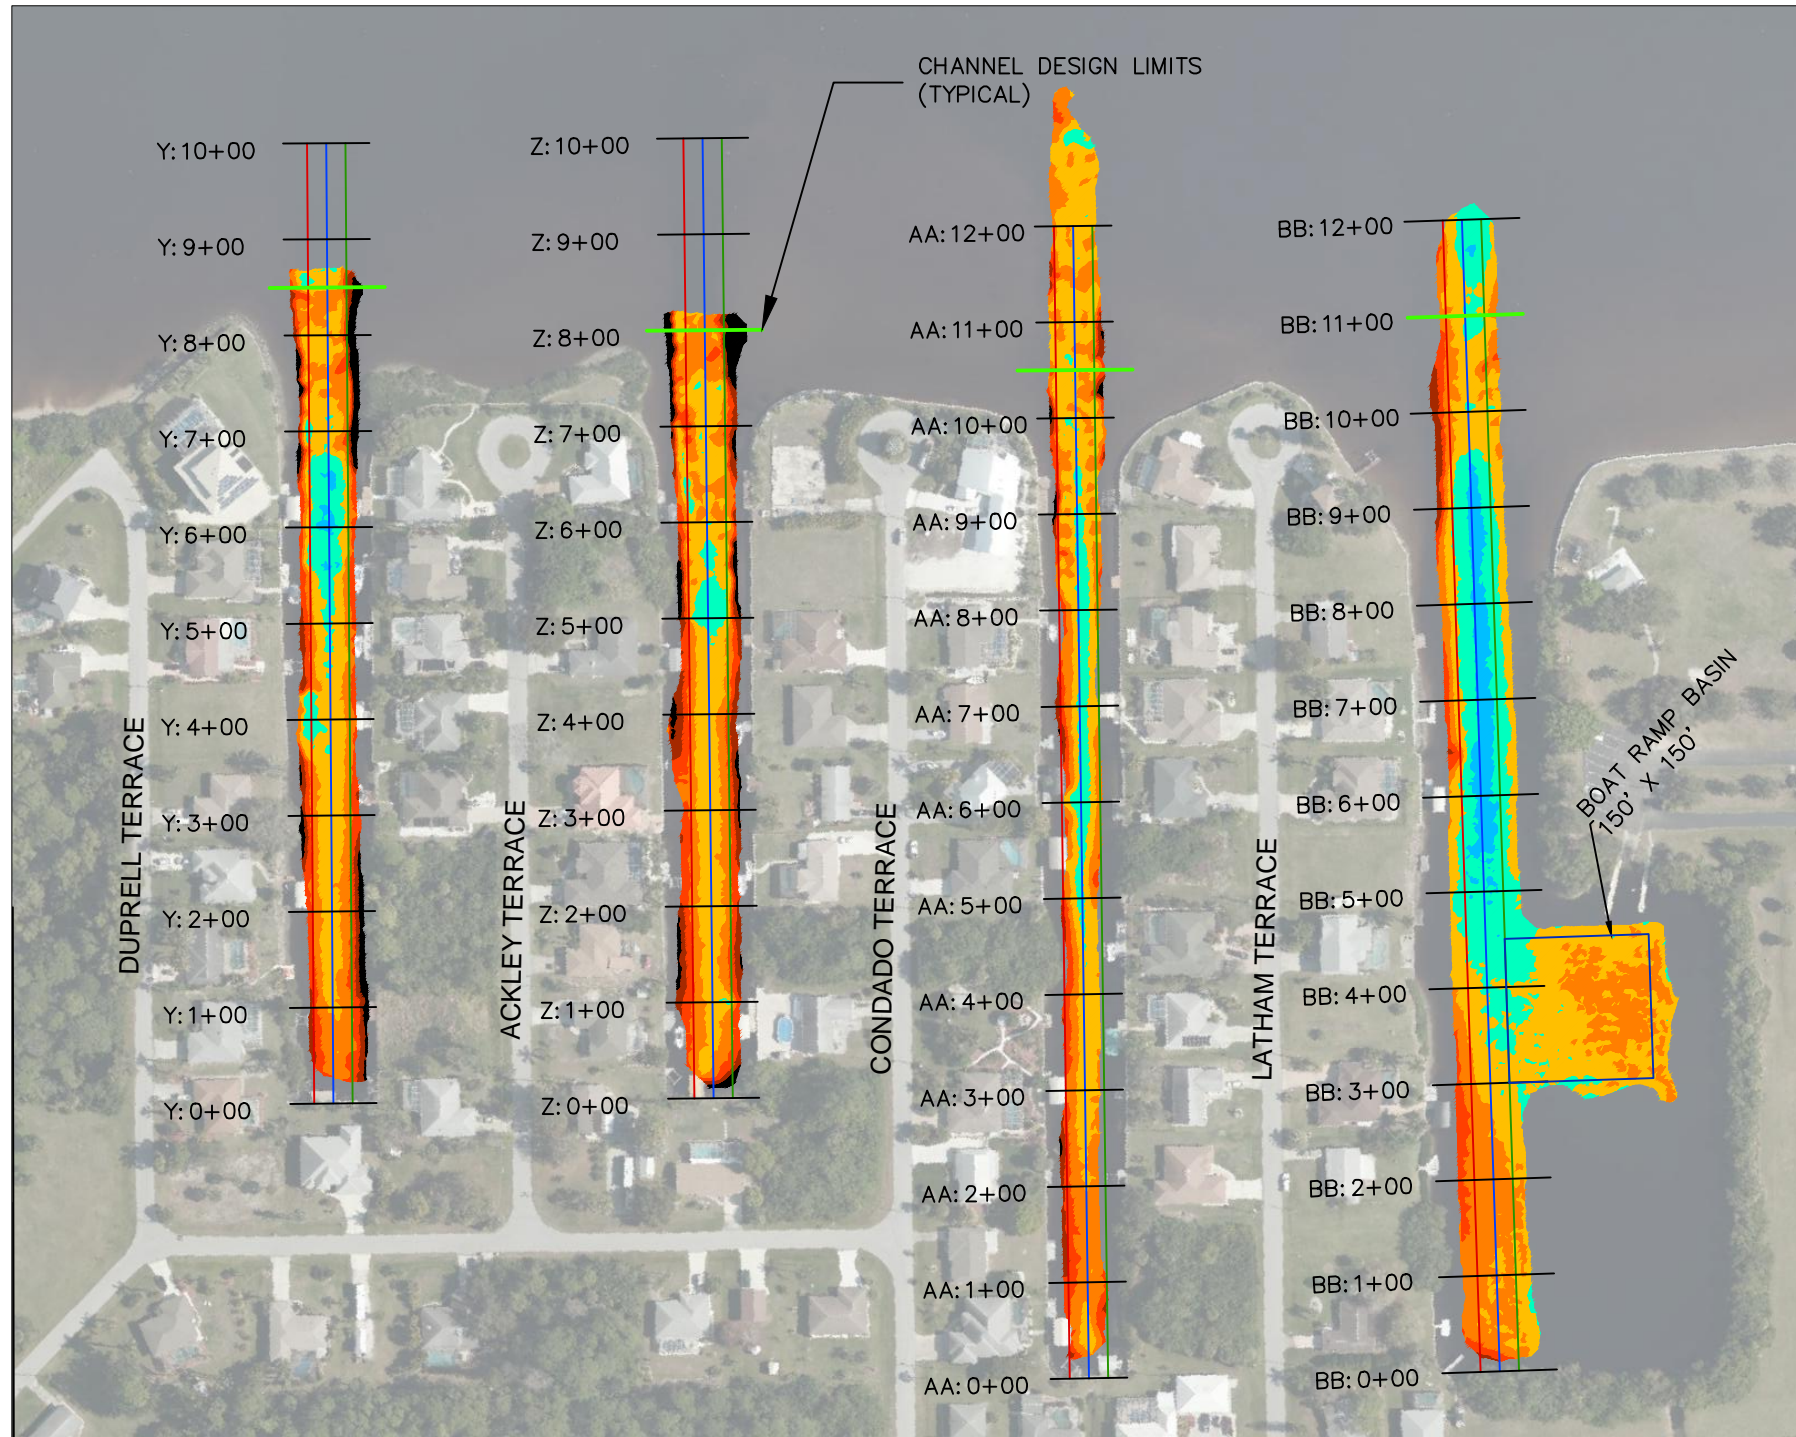 CHANNEL DESIGN LIMITS
(TYPICAL)
Y:10+00
Y:9+00
Y:8+00
Y:7+00
Y:6+00
Y:5+00
Y:4+00
Y:3+00
Y:2+00
Y:1+00
Y:0+00
DUPRELL TERRACE
Z:10+00
Z:9+00
Z:8+00
Z:7+00
Z:6+00
Z:5+00
Z:4+00
Z:3+00
Z:2+00
Z:1+00
Z:0+00
ACKLEY TERRACE
AA:12+00
AA:11+00
AA:10+00
AA:9+00
AA:8+00
AA:7+00
AA:6+00
AA:5+00
AA:4+00
AA:3+00
AA:2+00
AA:1+00
AA:0+00
CONDADO TERRACE
BB:12+00
BB:11+00
BB:10+00
BB:9+00
BB:8+00
BB:7+00
BB:6+00
BB:5+00
BB:4+00
BB:3+00
BB:2+00
BB:1+00
BB:0+00
LATHAM TERRACE
BOAT RAMP BASIN
150' X 150'